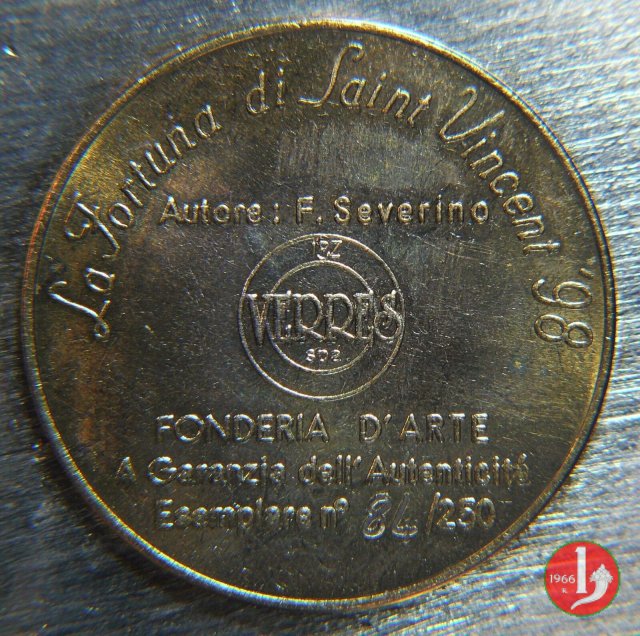 La Fortuna di Saint Vincent '98
Autore: F. Severino
IPZ
VERRES
spa
FONDERIA D'ARTE
A Garanzia dell'Autenticità
Esemplare n° 84/250
1966